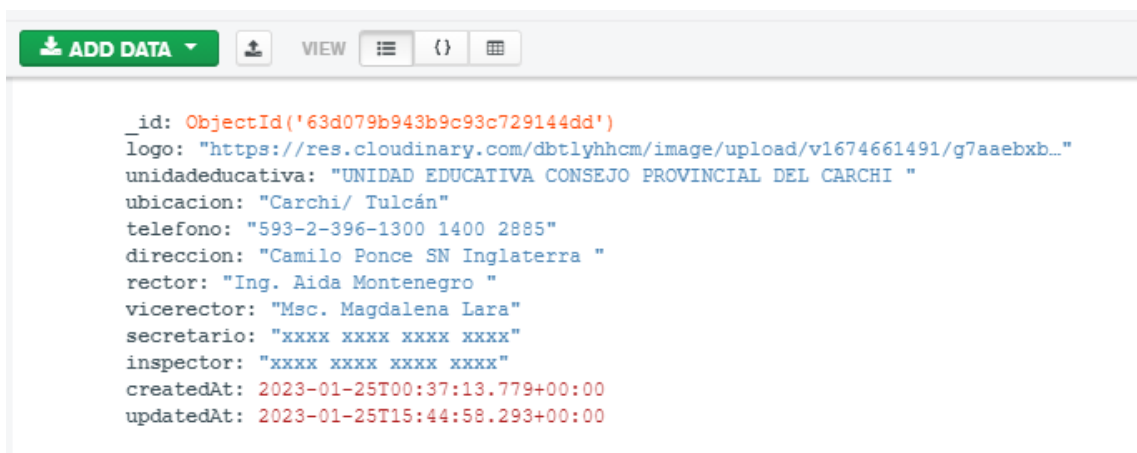 ADD DATA VIEW {}
_id: ObjectId('63d079b943b9c93c729144dd')
logo: "https://res.cloudinary.com/dbtlyhhcm/image/upload/v1674661491/g7aaebxb…"
unidadeducativa: "UNIDAD EDUCATIVA CONSEJO PROVINCIAL DEL CARCHI "
ubicacion: "Carchi/ Tulcán"
telefono: "593-2-396-1300 1400 2885"
direccion: "Camilo Ponce SN Inglaterra "
rector: "Ing. Aida Montenegro "
vicerector: "Msc. Magdalena Lara"
secretario: "xxxx xxxx xxxx xxxx"
inspector: "xxxx xxxx xxxx xxxx"
createdAt: 2023-01-25T00:37:13.779+00:00
updatedAt: 2023-01-25T15:44:58.293+00:00